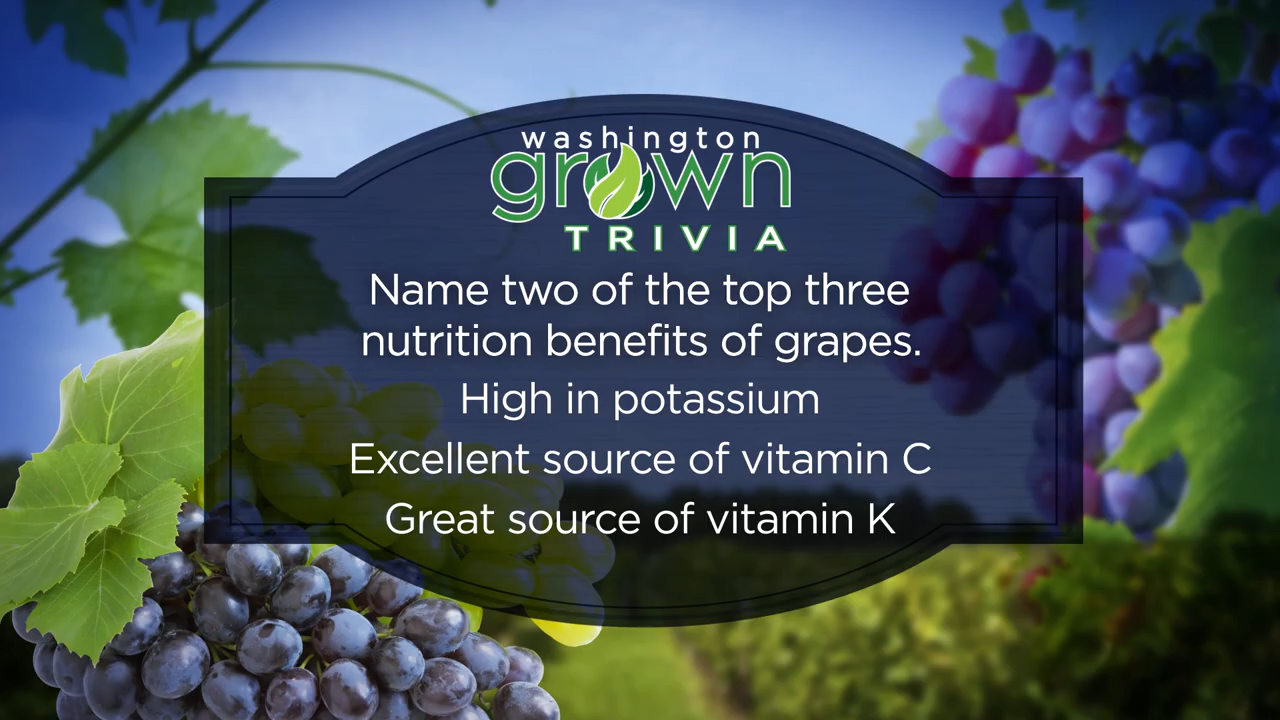 washington
grown
TRIVIA
Name two of the top three
nutrition benefits of grapes.
High in potassium
Excellent source of vitamin C
Great source of vitamin K